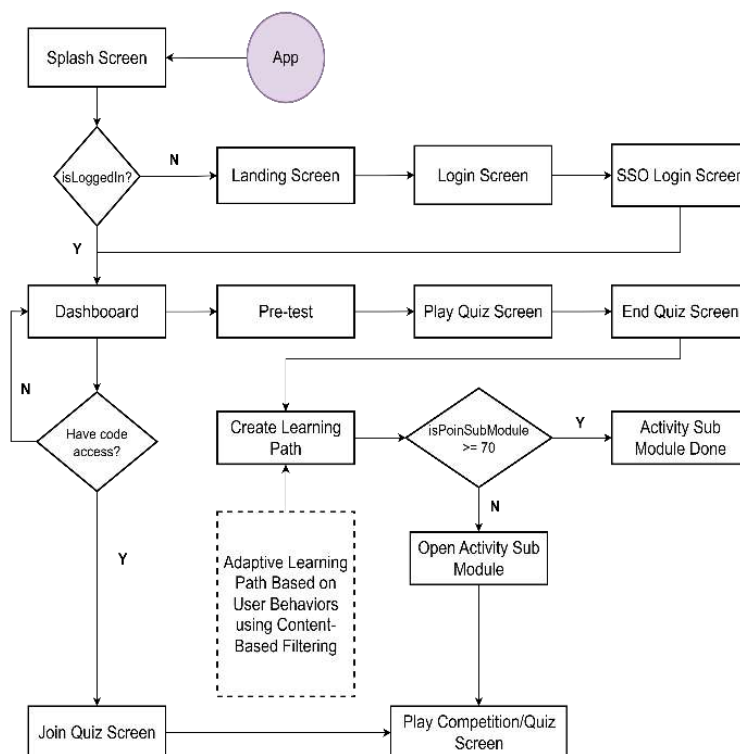 Splash Screen
App
isLoggedIn?
N
Landing Screen
Login Screen
SSO Login Screen
Y
Dashbooard
Pre-test
Play Quiz Screen
End Quiz Screen
N
Have code
access?
Create Learning
Path
isPoinSubModule
>= 70
Y
Activity Sub
Module Done
N
Open Activity Sub
Module
Y
Adaptive Learning
Path Based on
User Behaviors
using Content-
Based Filtering
Join Quiz Screen
Play Competition/Quiz
Screen